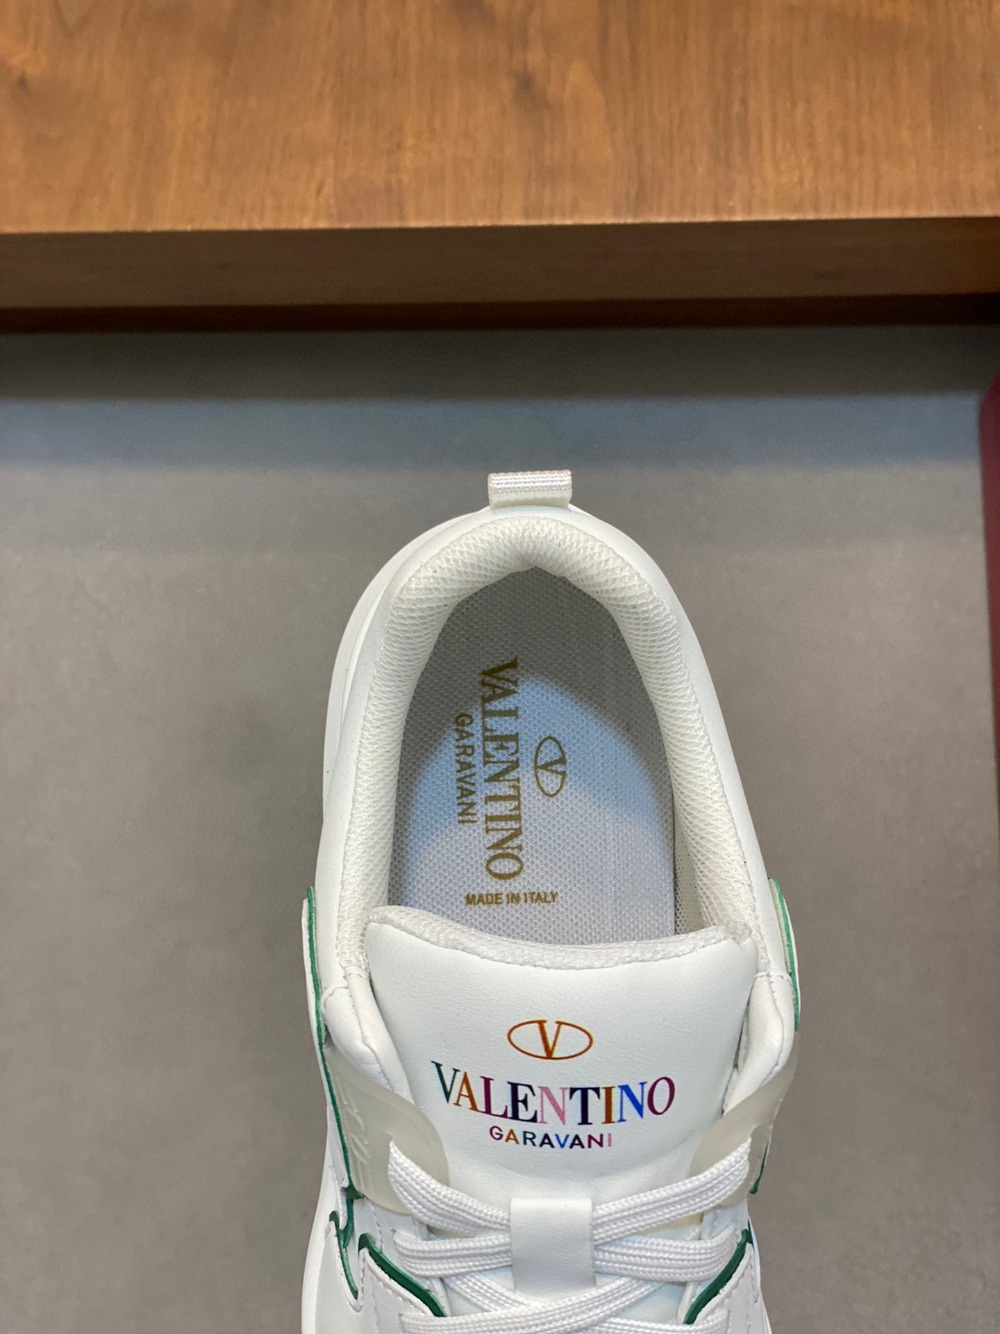 V
VALENTINO
GARAVANI
MADE IN ITALY
V
VALENTINO
GARAVANI